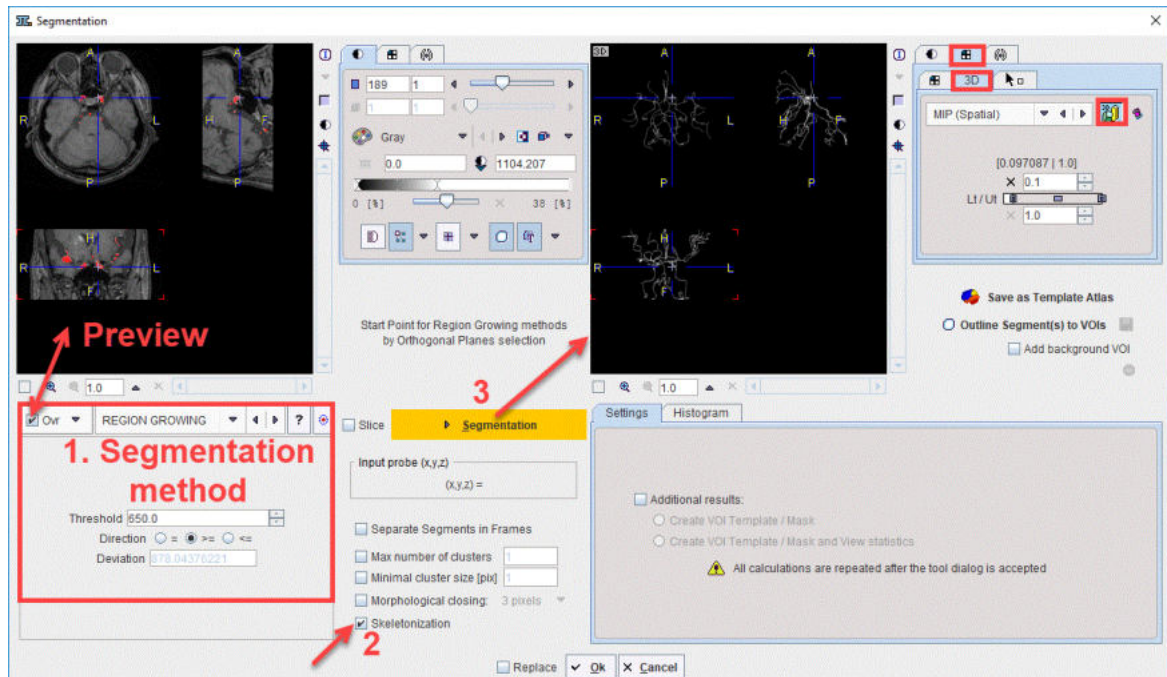 Segmentation
A
A
R
L
H
F
P
P
H
R
L
F
189 1
1 1
Gray
0.0 1104.207
0 [%] 38 [%]
Start Point for Region Growing methods
by Orthogonal Planes selection
3D
A
A
R
L
H
P
P
H
R
L
F
3D
MIP (Spatial)
[0.097087 | 1.0]
0.1
Lt / Ut
1.0
Save as Template Atlas
Outline Segment(s) to VOIs
Add background VOI
Preview
1.0
1.0
3
Ovr REGION GROWING ?
1. Segmentation
method
Threshold 650.0
Direction = >= <=
Deviation 878.04376221
Slice Segmentation
Input probe (x,y,z)
(x,y,z) =
Separate Segments in Frames
Max number of clusters 1
Minimal cluster size [pix] 1
Morphological closing: 3 pixels
Skeletonization
2
Settings Histogram
Additional results:
Create VOI Template / Mask
Create VOI Template / Mask and View statistics
All calculations are repeated after the tool dialog is accepted
Replace Ok Cancel